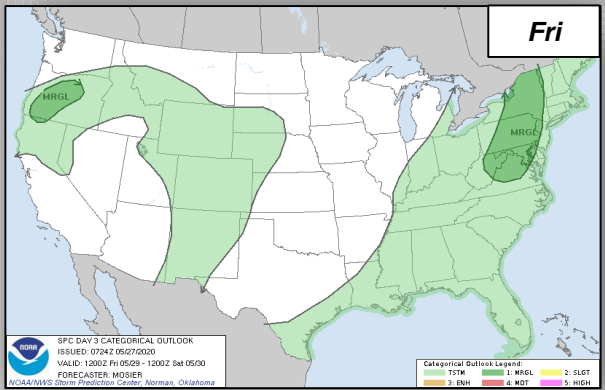 Fri
MRGL
MRGL
NOAA
SPC DAY 3 CATEGORICAL OUTLOOK
ISSUED: 0724Z 05/27/2020
VALID: 1200Z Fri 05/29 - 1200Z Sat 05/30
FORECASTER: MOSIER
NOAA/NWS Storm Prediction Center, Norman, Oklahoma
Categorical Outlook Legend:
TSTM 1: MRGL 2: SLGT
3: ENH 4: MDT 5: HIGH